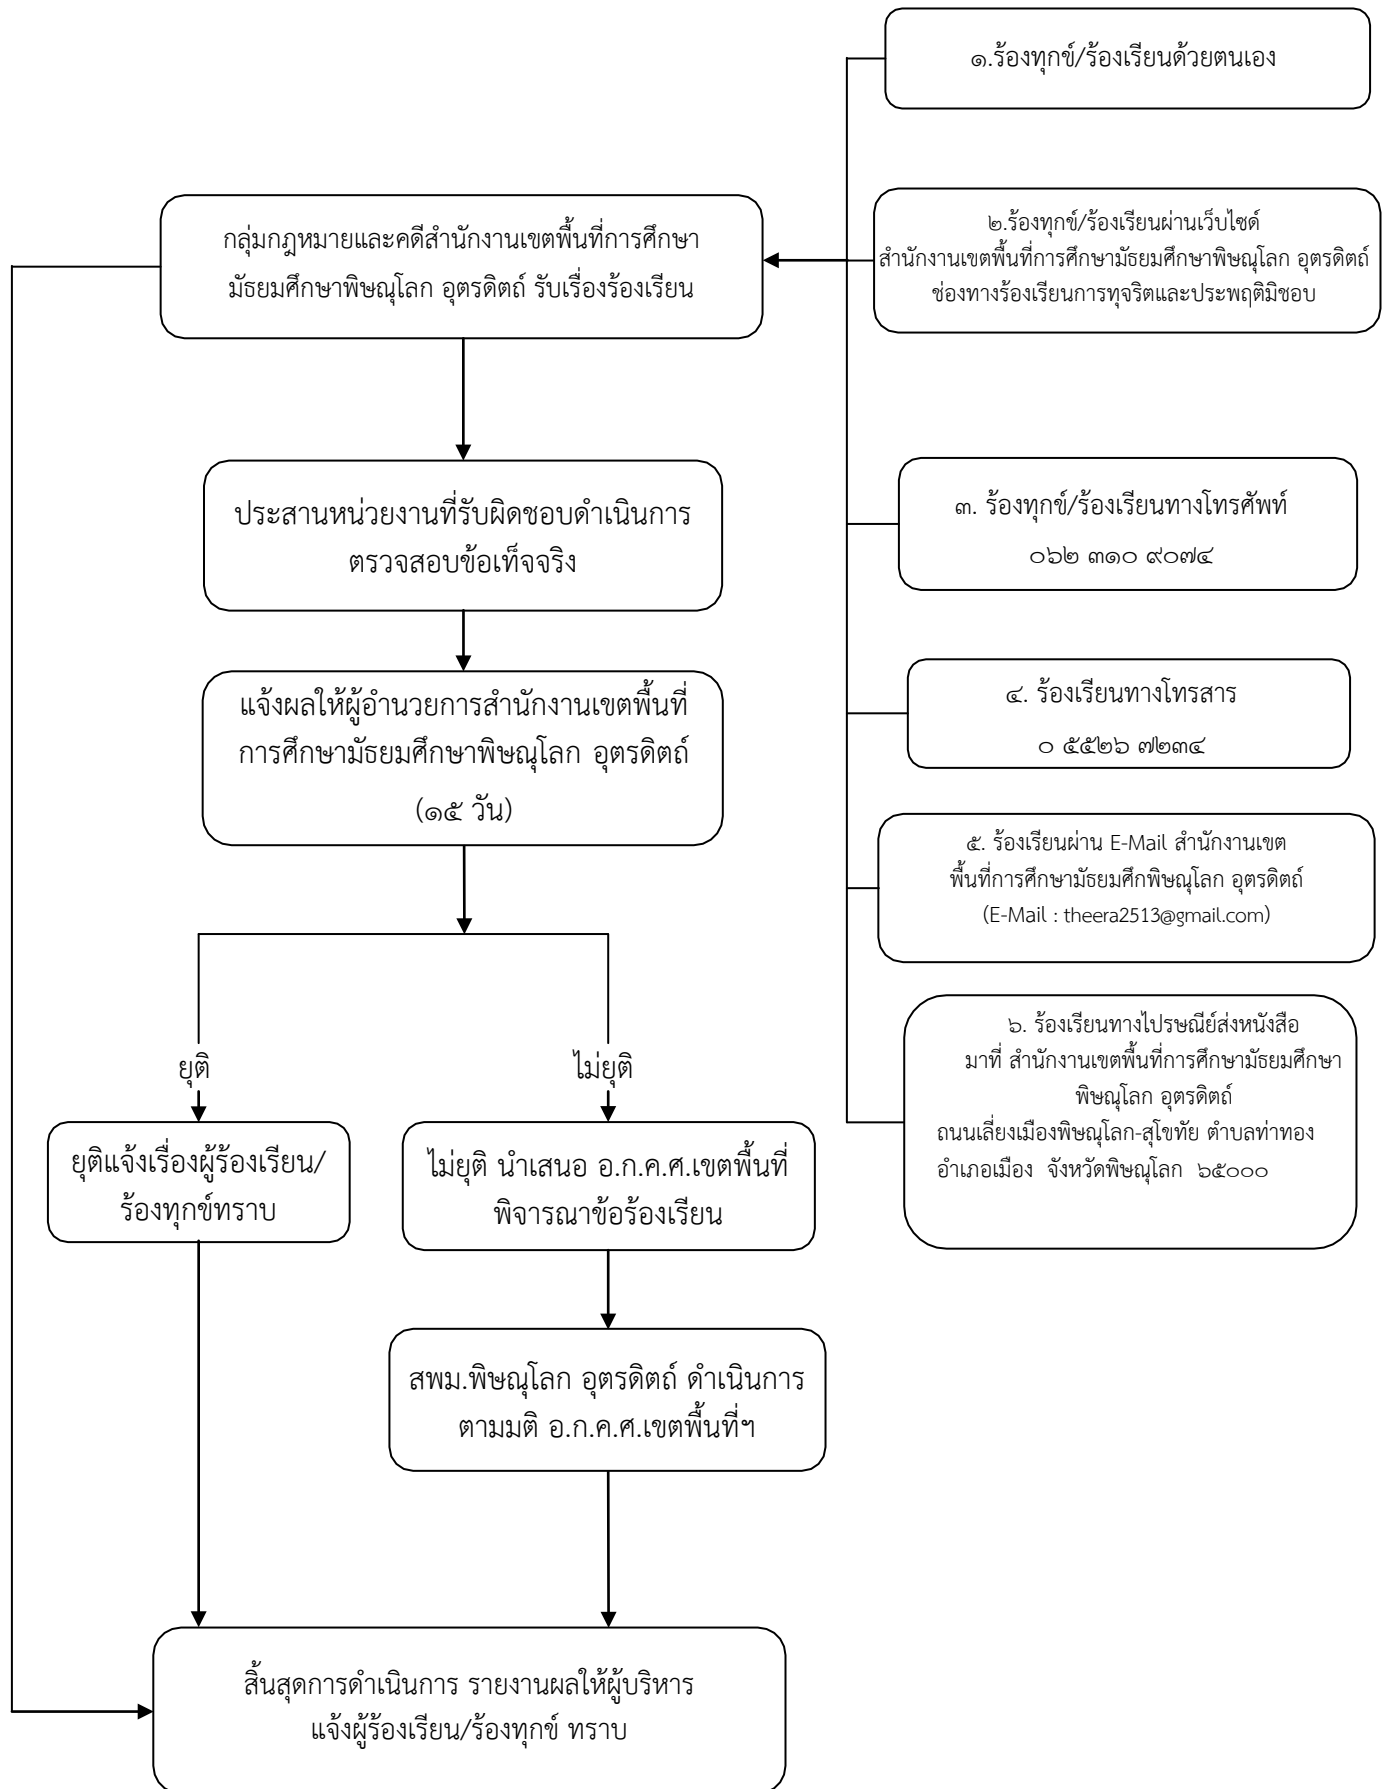 ๑.ร้องทุกข์/ร้องเรียนด้วยตนเอง
กลุ่มกฎหมายและคดีสำนักงานเขตพื้นที่การศึกษา
มัธยมศึกษาพิษณุโลก อุตรดิตถ์ รับเรื่องร้องเรียน
๒.ร้องทุกข์/ร้องเรียนผ่านเว็บไซด์
สำนักงานเขตพื้นที่การศึกษามัธยมศึกษาพิษณุโลก อุตรดิตถ์
ช่องทางร้องเรียนการทุจริตและประพฤติมิชอบ
ประสานหน่วยงานที่รับผิดชอบดำเนินการ
ตรวจสอบข้อเท็จจริง
๓. ร้องทุกข์/ร้องเรียนทางโทรศัพท์
๐๖๒ ๓๑๐ ๙๐๗๔
แจ้งผลให้ผู้อำนวยการสำนักงานเขตพื้นที่
การศึกษามัธยมศึกษาพิษณุโลก อุตรดิตถ์
(๑๕ วัน)
๔. ร้องเรียนทางโทรสาร
๐ ๕๕๒๖ ๗๒๓๔
๕. ร้องเรียนผ่าน E-Mail สำนักงานเขต
พื้นที่การศึกษามัธยมศึกพิษณุโลก อุตรดิตถ์
(E-Mail : theera2513@gmail.com)
๖. ร้องเรียนทางไปรษณีย์ส่งหนังสือ
มาที่ สำนักงานเขตพื้นที่การศึกษามัธยมศึกษา
พิษณุโลก อุตรดิตถ์
ถนนเลี่ยงเมืองพิษณุโลก-สุโขทัย ตำบลท่าทอง
อำเภอเมือง จังหวัดพิษณุโลก ๖๕๐๐๐
ยุติ
ไม่ยุติ
ยุติแจ้งเรื่องผู้ร้องเรียน/
ร้องทุกข์ทราบ
ไม่ยุติ นำเสนอ อ.ก.ค.ศ.เขตพื้นที่
พิจารณาข้อร้องเรียน
สพม.พิษณุโลก อุตรดิตถ์ ดำเนินการ
ตามมติ อ.ก.ค.ศ.เขตพื้นที่ฯ
สิ้นสุดการดำเนินการ รายงานผลให้ผู้บริหาร
แจ้งผู้ร้องเรียน/ร้องทุกข์ ทราบ